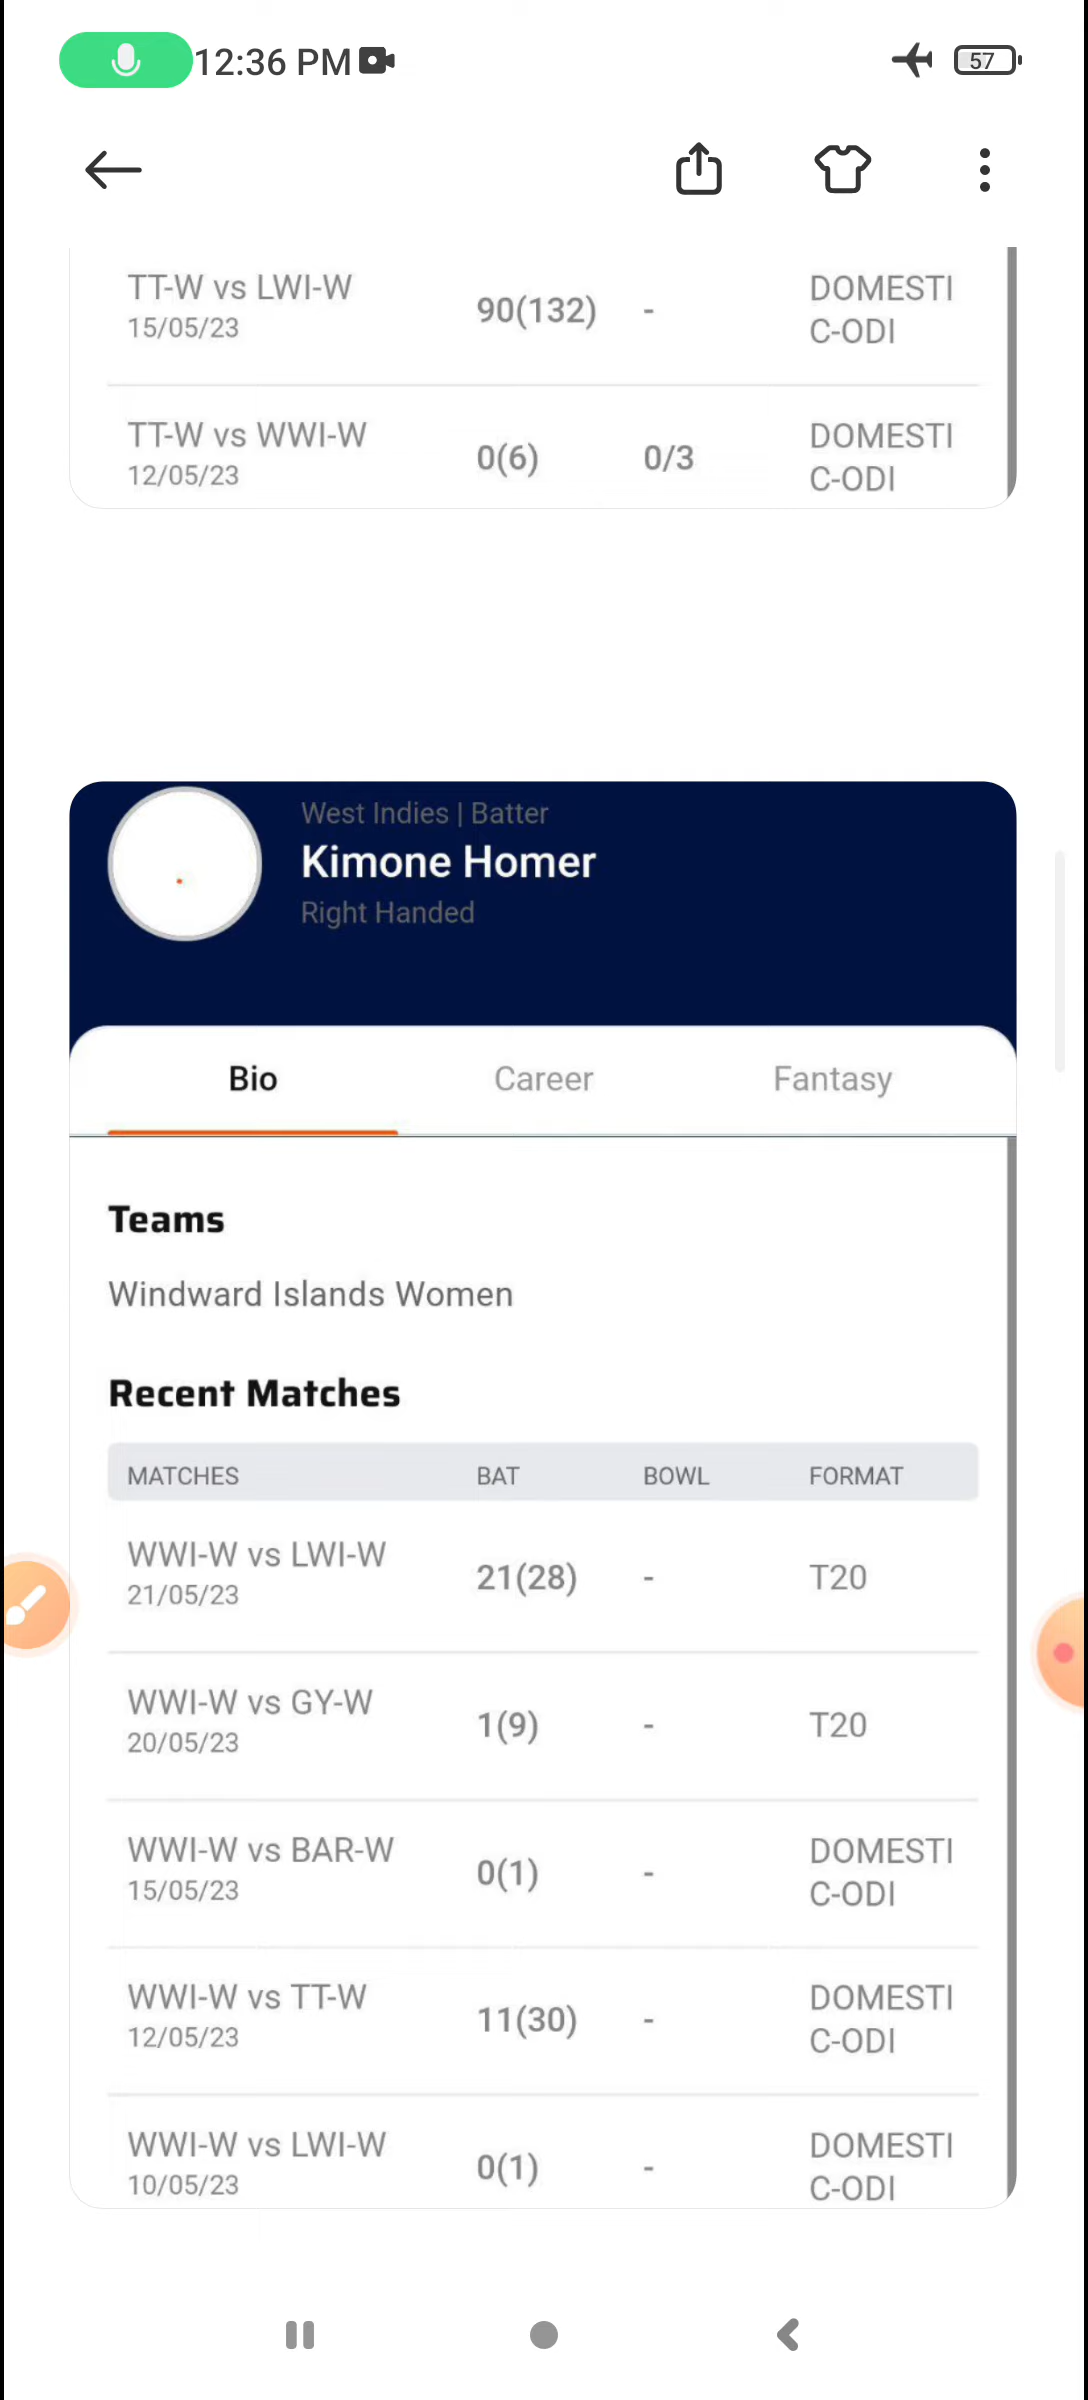 12:36 PM
57
TT-W vs LWI-W
15/05/23
90(132)
-
DOMESTI
C-ODI
TT-W vs WWI-W
12/05/23
0(6)
0/3
DOMESTI
C-ODI
West Indies | Batter
Kimone Homer
Right Handed
Bio
Career
Fantasy
Teams
Windward Islands Women
Recent Matches
MATCHES
BAT
BOWL
FORMAT
WWI-W vs LWI-W
21/05/23
21(28)
-
T20
WWI-W vs GY-W
20/05/23
1(9)
-
T20
WWI-W vs BAR-W
15/05/23
0(1)
-
DOMESTI
C-ODI
WWI-W vs TT-W
12/05/23
11(30)
-
DOMESTI
C-ODI
WWI-W vs LWI-W
10/05/23
0(1)
-
DOMESTI
C-ODI